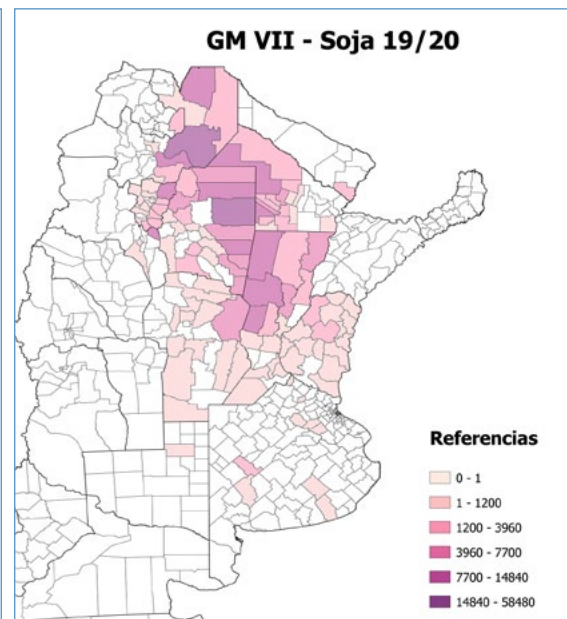 GM VII - Soja 19/20
Referencias
0 - 1
1 - 1200
1200 - 3960
3960 - 7700
7700 - 14840
14840 - 58480